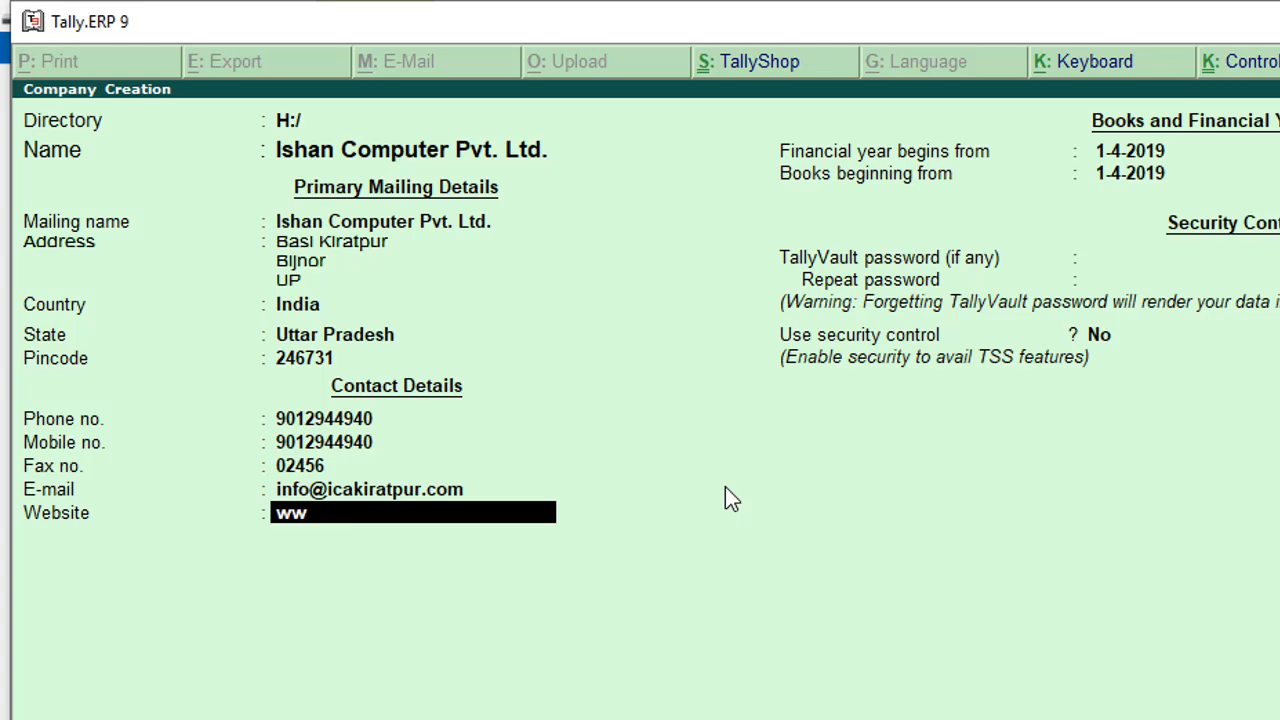 Tally.ERP 9
P: Print E: Export M: E-Mail O: Upload S: TallyShop G: Language K: Keyboard K: Control
Company Creation
Directory : H:/
Name : Ishan Computer Pvt. Ltd.
Primary Mailing Details
Mailing name : Ishan Computer Pvt. Ltd.
Address : Basi Kiratpur
Bijnor
UP
Country : India
State : Uttar Pradesh
Pincode : 246731
Contact Details
Phone no. : 9012944940
Mobile no. : 9012944940
Fax no. : 02456
E-mail : info@icakiratpur.com
Website : ww
Books and Financial Y
Financial year begins from : 1-4-2019
Books beginning from : 1-4-2019
Security Cont
TallyVault password (if any) :
Repeat password :
(Warning: Forgetting TallyVault password will render your data i
Use security control ? No
(Enable security to avail TSS features)